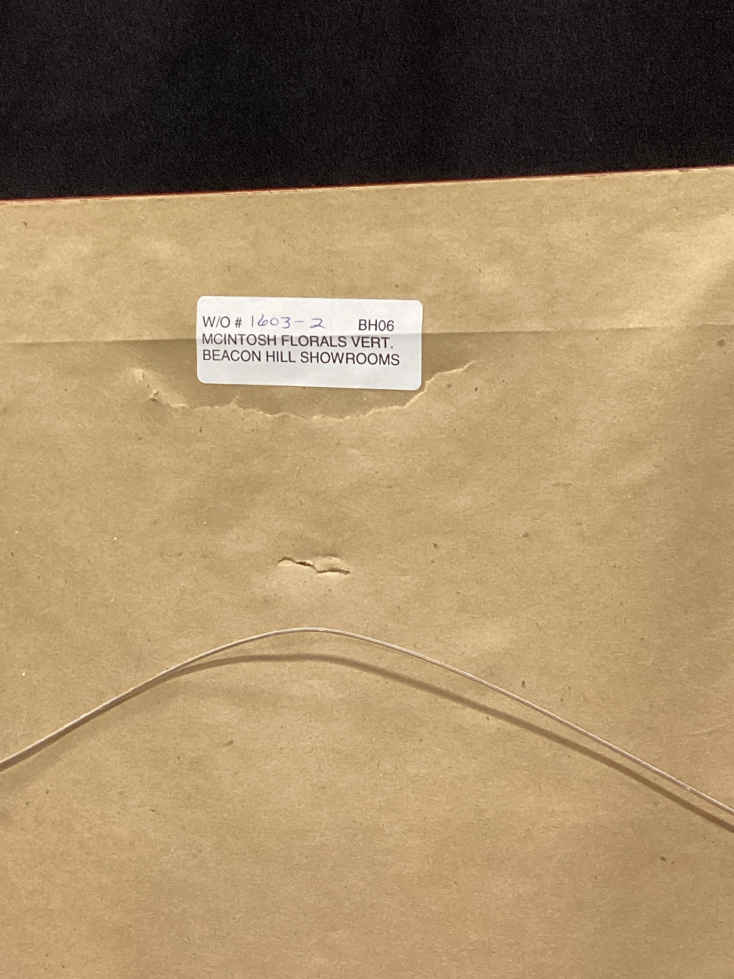 W/O # 1603-2 BH06
MCINTOSH FLORALS VERT.
BEACON HILL SHOWROOMS